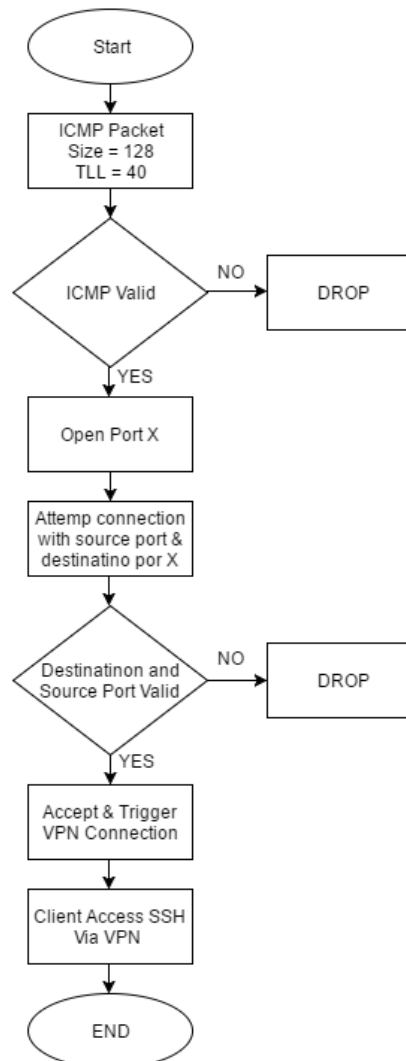 Start
ICMP Packet
Size = 128
TLL = 40
ICMP Valid
NO
DROP
YES
Open Port X
Attemp connection
with source port &
destinatino por X
Destinatinon and
Source Port Valid
NO
DROP
YES
Accept & Trigger
VPN Connection
Client Access SSH
Via VPN
END